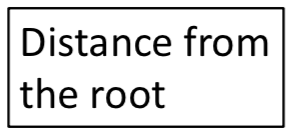 Distance from
the root